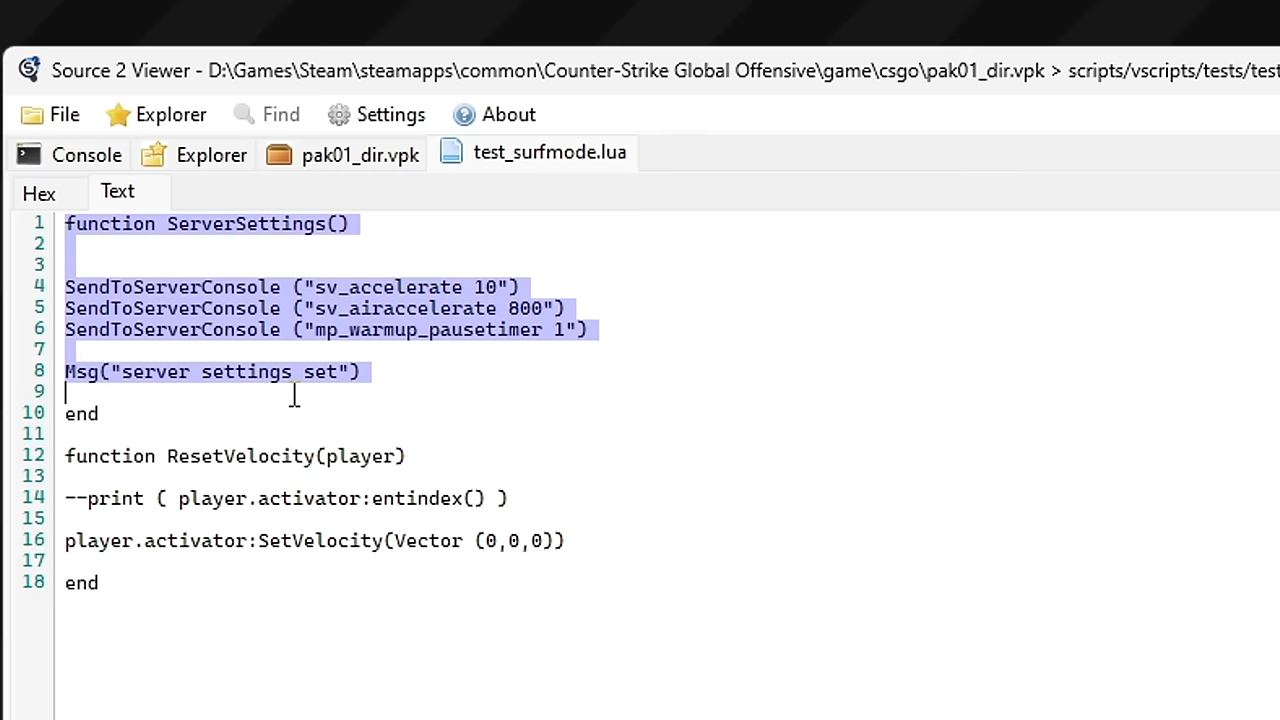 Source 2 Viewer - D:\Games\Steam\steamapps\common\Counter-Strike Global Offensive\game\csgo\pak01_dir.vpk > scripts/vscripts/tests/test
File Explorer Find Settings About
Console Explorer pak01_dir.vpk test_surfmode.lua
Hex Text
1 function ServerSettings()
2
3
4 SendToServerConsole ("sv_accelerate 10")
5 SendToServerConsole ("sv_airaccelerate 800")
6 SendToServerConsole ("mp_warmup_pausetimer 1")
7
8 Msg("server settings set")
9
10 end
11
12 function ResetVelocity(player)
13
14 --print ( player.activator:entindex() )
15
16 player.activator:SetVelocity(Vector (0,0,0))
17
18 end